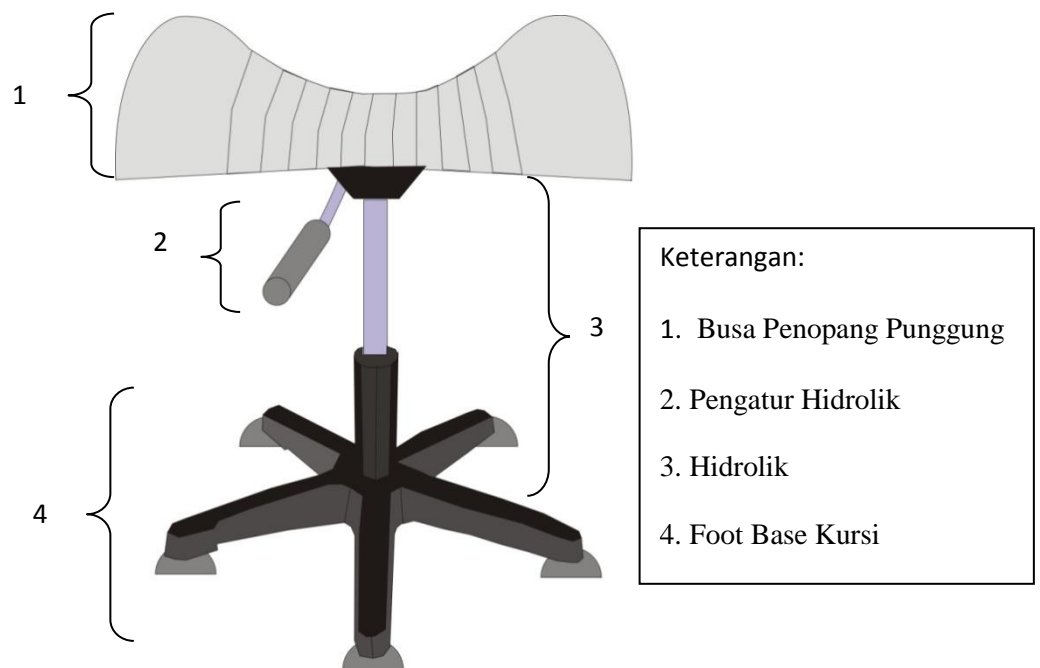 1
2
3
4
Keterangan:
1. Busa Penopang Punggung
2. Pengatur Hidrolik
3. Hidrolik
4. Foot Base Kursi